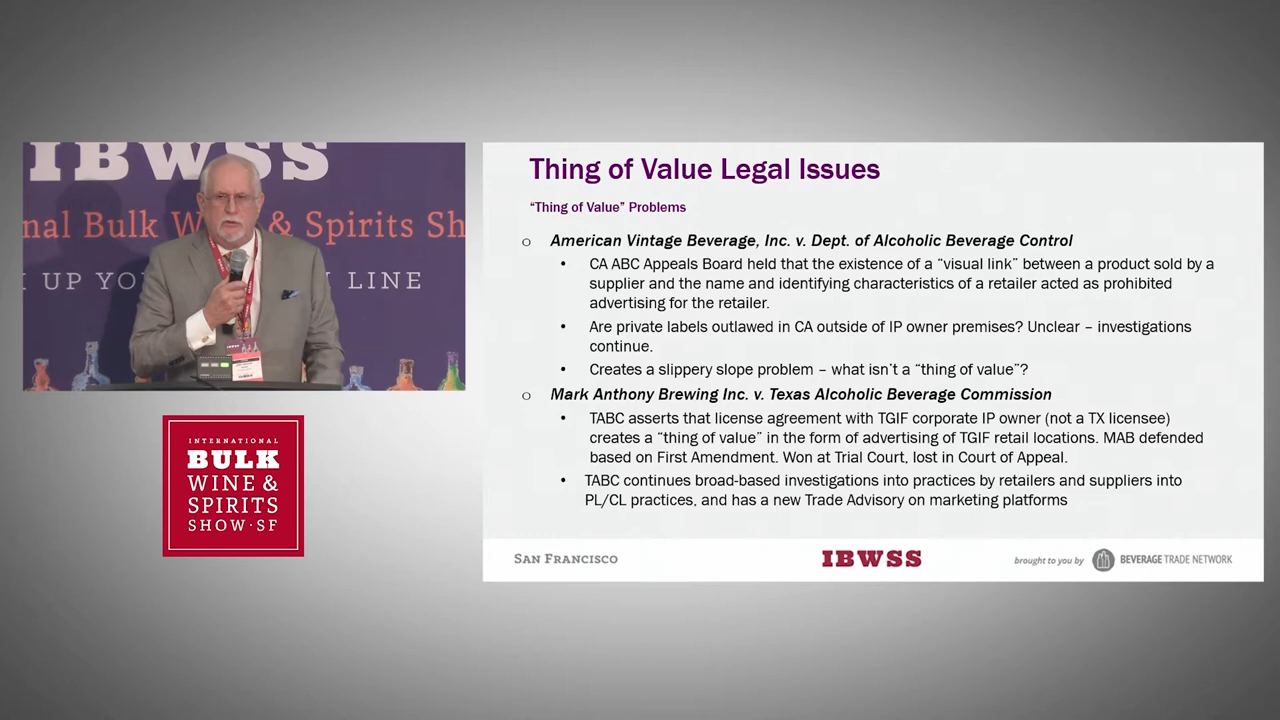 IBWSS
nal Bulk W & Spirits Sh
UP YO LINE
INTERNATIONAL
BULK
WINE &
SPIRITS
SHOW·SF
Thing of Value Legal Issues
“Thing of Value” Problems
o American Vintage Beverage, Inc. v. Dept. of Alcoholic Beverage Control
• CA ABC Appeals Board held that the existence of a “visual link” between a product sold by a
supplier and the name and identifying characteristics of a retailer acted as prohibited
advertising for the retailer.
• Are private labels outlawed in CA outside of IP owner premises? Unclear – investigations
continue.
• Creates a slippery slope problem – what isn’t a “thing of value”?
o Mark Anthony Brewing Inc. v. Texas Alcoholic Beverage Commission
• TABC asserts that license agreement with TGIF corporate IP owner (not a TX licensee)
creates a “thing of value” in the form of advertising of TGIF retail locations. MAB defended
based on First Amendment. Won at Trial Court, lost in Court of Appeal.
• TABC continues broad-based investigations into practices by retailers and suppliers into
PL/CL practices, and has a new Trade Advisory on marketing platforms
SAN FRANCISCO
IBWSS
brought to you by BEVERAGE TRADE NETWORK